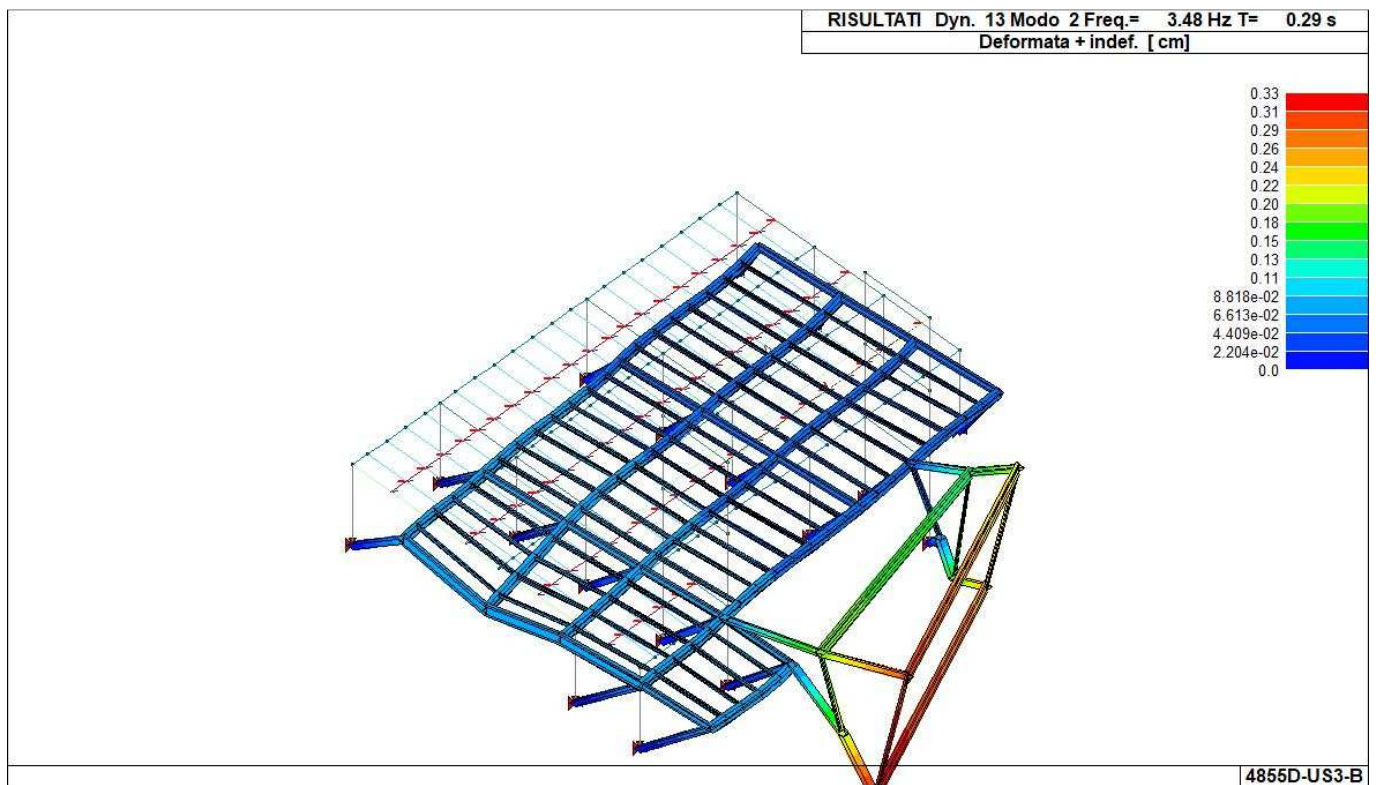 RISULTATI Dyn. 13 Modo 2 Freq.= 3.48 Hz T= 0.29 s
Deformata + indef. [ cm]
0.33
0.31
0.29
0.26
0.24
0.22
0.20
0.18
0.15
0.13
0.11
8.818e-02
6.613e-02
4.409e-02
2.204e-02
0.0
4855D-US3-B